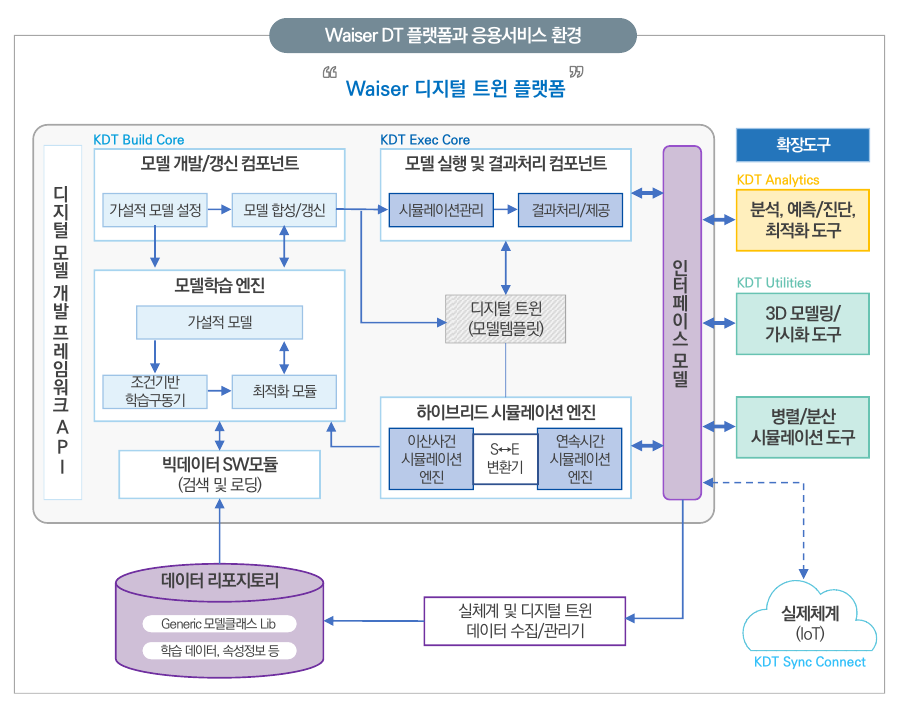 Waiser DT 플랫폼과 응용서비스 환경
“ Waiser 디지털 트윈 플랫폼 ”
디지털 모델 개발 프레임워크 API
KDT Build Core
모델 개발/갱신 컴포넌트
가설적 모델 설정
모델 합성/갱신
모델학습 엔진
가설적 모델
조건기반
학습구동기
최적화 모듈
빅데이터 SW모듈
(검색 및 로딩)
KDT Exec Core
모델 실행 및 결과처리 컴포넌트
시뮬레이션관리
결과처리/제공
디지털 트윈
(모델템플릿)
하이브리드 시뮬레이션 엔진
이산사건
시뮬레이션
엔진
S↔E
변환기
연속시간
시뮬레이션
엔진
인터페이스 모델
확장도구
KDT Analytics
분석, 예측/진단,
최적화 도구
KDT Utilities
3D 모델링/
가시화 도구
병렬/분산
시뮬레이션 도구
데이터 리포지토리
Generic 모델클래스 Lib
학습 데이터, 속성정보 등
실체계 및 디지털 트윈
데이터 수집/관리기
실제체계
(IoT)
KDT Sync Connect